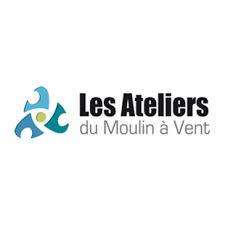 Les Ateliers
du Moulin à Vent